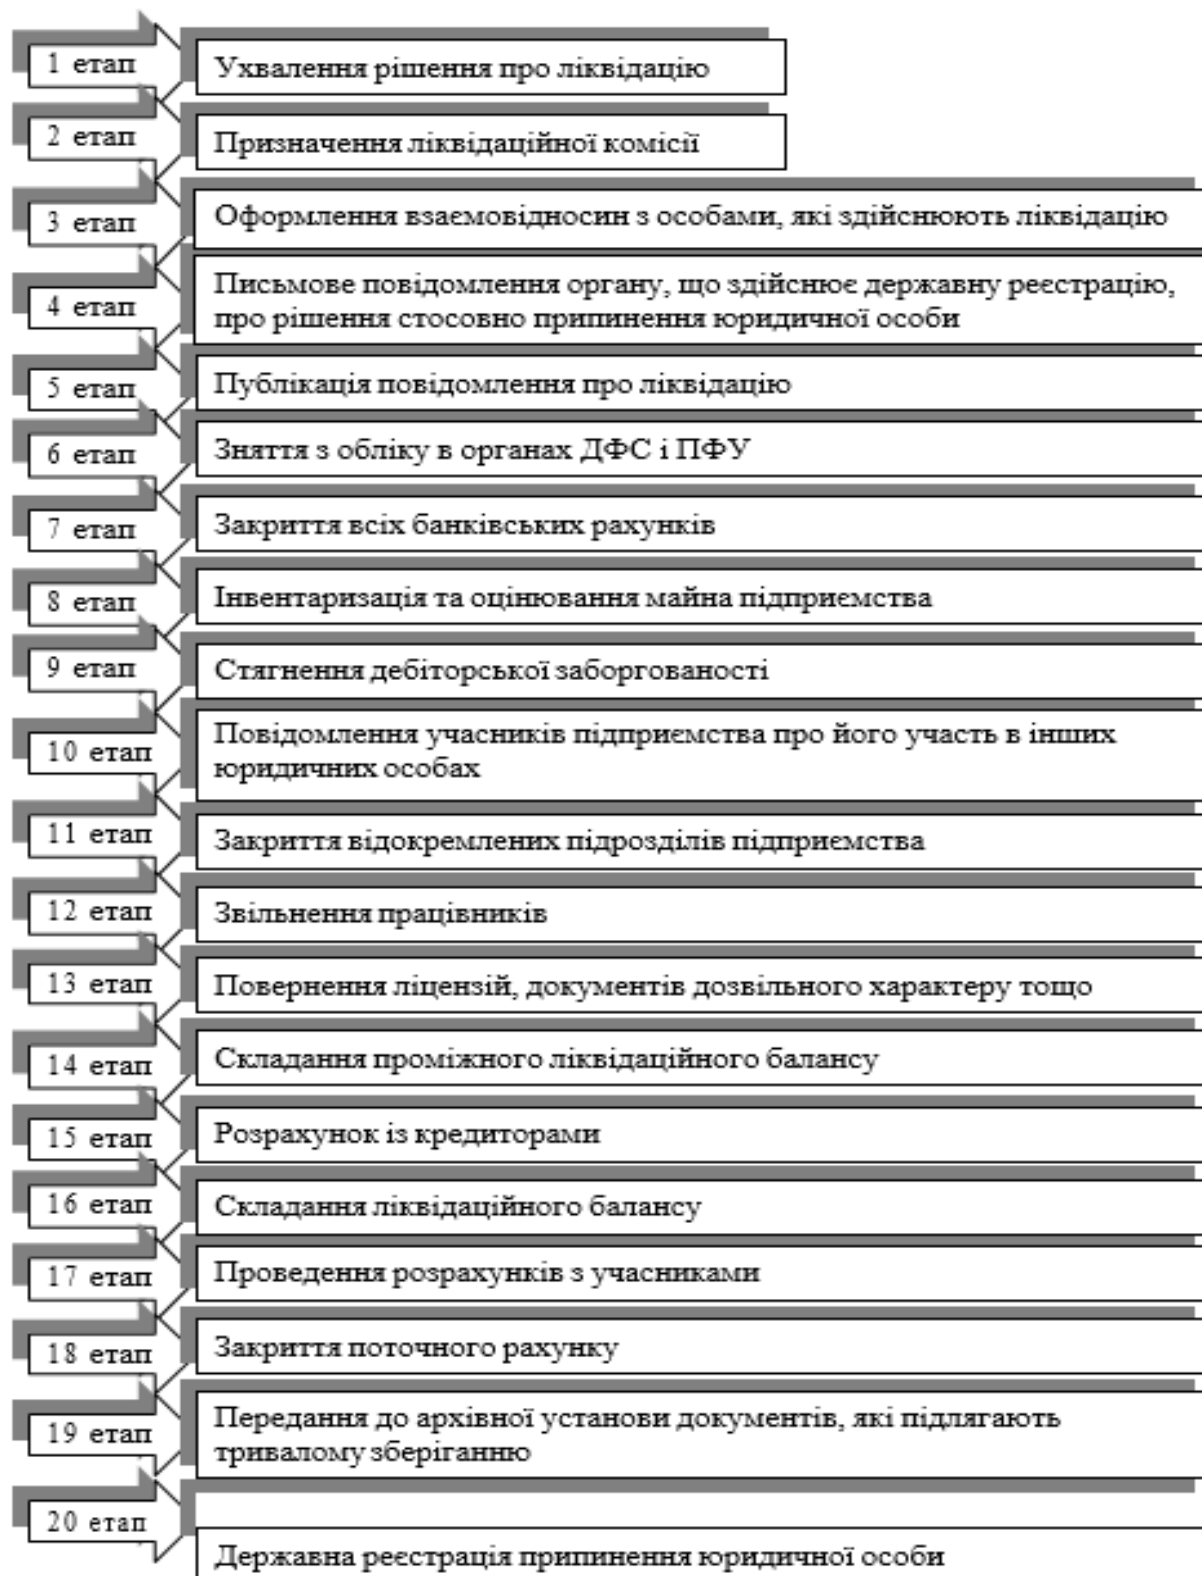 1 етап
Ухвалення рішення про ліквідацію
2 етап
Призначення ліквідаційної комісії
3 етап
Оформлення взаємовідносин з особами, які здійснюють ліквідацію
4 етап
Письмове повідомлення органу, що здійснює державну реєстрацію,
про рішення стосовно припинення юридичної особи
5 етап
Публікація повідомлення про ліквідацію
6 етап
Зняття з обліку в органах ДФС і ПФУ
7 етап
Закриття всіх банківських рахунків
8 етап
Інвентаризація та оцінювання майна підприємства
9 етап
Стягнення дебіторської заборгованості
10 етап
Повідомлення учасників підприємства про його участь в інших
юридичних особах
11 етап
Закриття відокремлених підрозділів підприємства
12 етап
Звільнення працівників
13 етап
Повернення ліцензій, документів дозвільного характеру тощо
14 етап
Складання проміжного ліквідаційного балансу
15 етап
Розрахунок із кредиторами
16 етап
Складання ліквідаційного балансу
17 етап
Проведення розрахунків з учасниками
18 етап
Закриття поточного рахунку
19 етап
Передання до архівної установи документів, які підлягають
тривалому зберіганню
20 етап
Державна реєстрація припинення юридичної особи